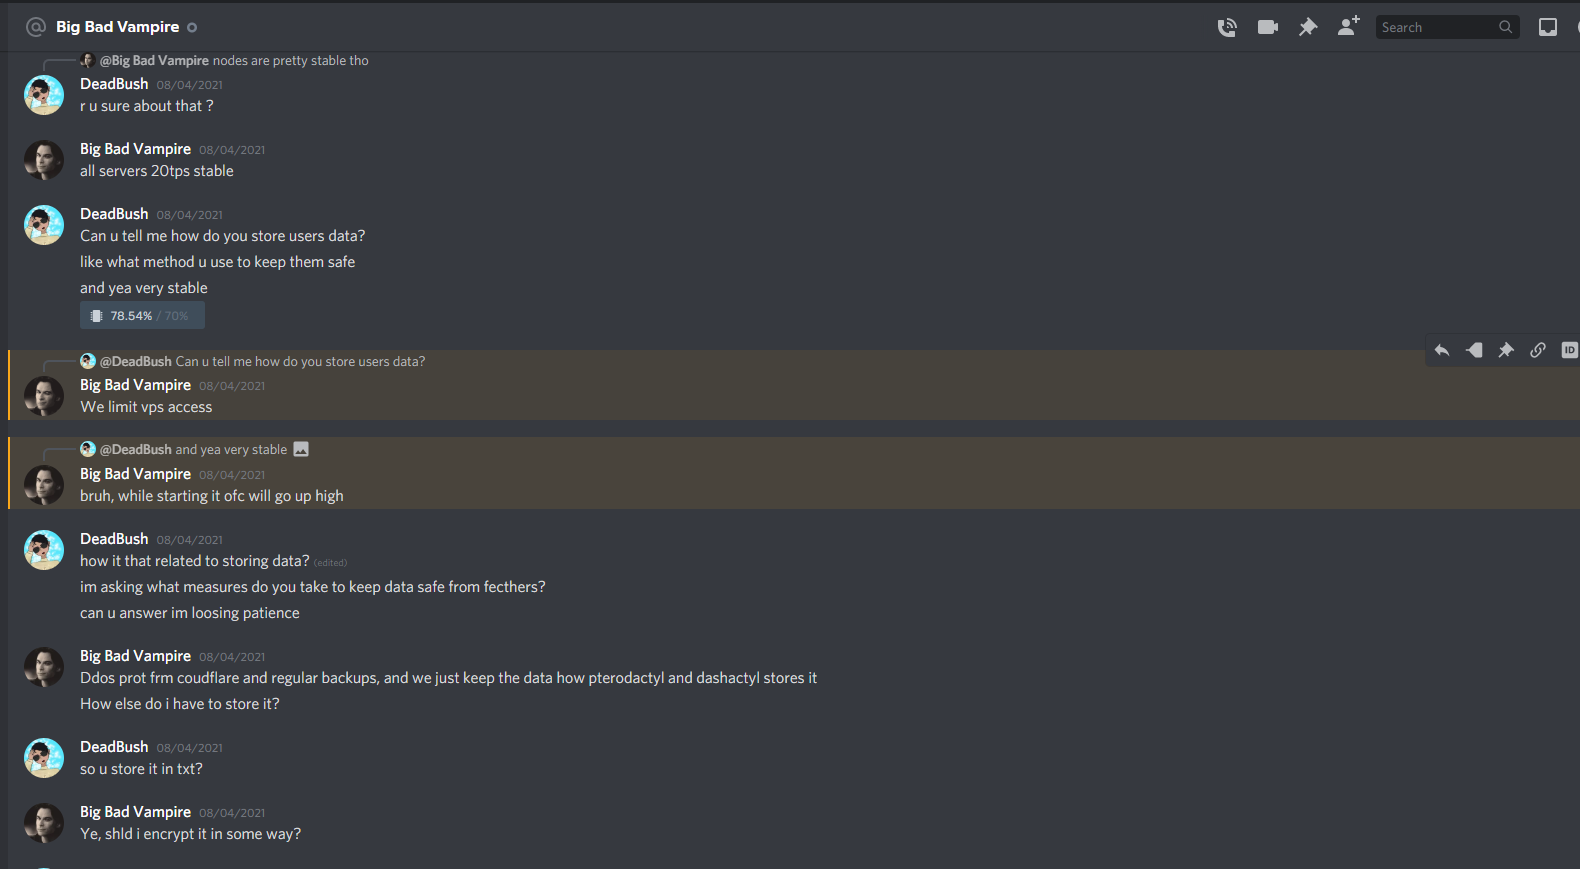 Big Bad Vampire
Search
@Big Bad Vampire nodes are pretty stable tho
DeadBush 08/04/2021
r u sure about that ?
Big Bad Vampire 08/04/2021
all servers 20tps stable
DeadBush 08/04/2021
Can u tell me how do you store users data?
like what method u use to keep them safe
and yea very stable
78.54% / 70%
@DeadBush Can u tell me how do you store users data?
ID
Big Bad Vampire 08/04/2021
We limit vps access
@DeadBush and yea very stable
Big Bad Vampire 08/04/2021
bruh, while starting it ofc will go up high
DeadBush 08/04/2021
how it that related to storing data? (edited)
im asking what measures do you take to keep data safe from fecthers?
can u answer im loosing patience
Big Bad Vampire 08/04/2021
Ddos prot frm coudflare and regular backups, and we just keep the data how pterodactyl and dashactyl stores it
How else do i have to store it?
DeadBush 08/04/2021
so u store it in txt?
Big Bad Vampire 08/04/2021
Ye, shld i encrypt it in some way?